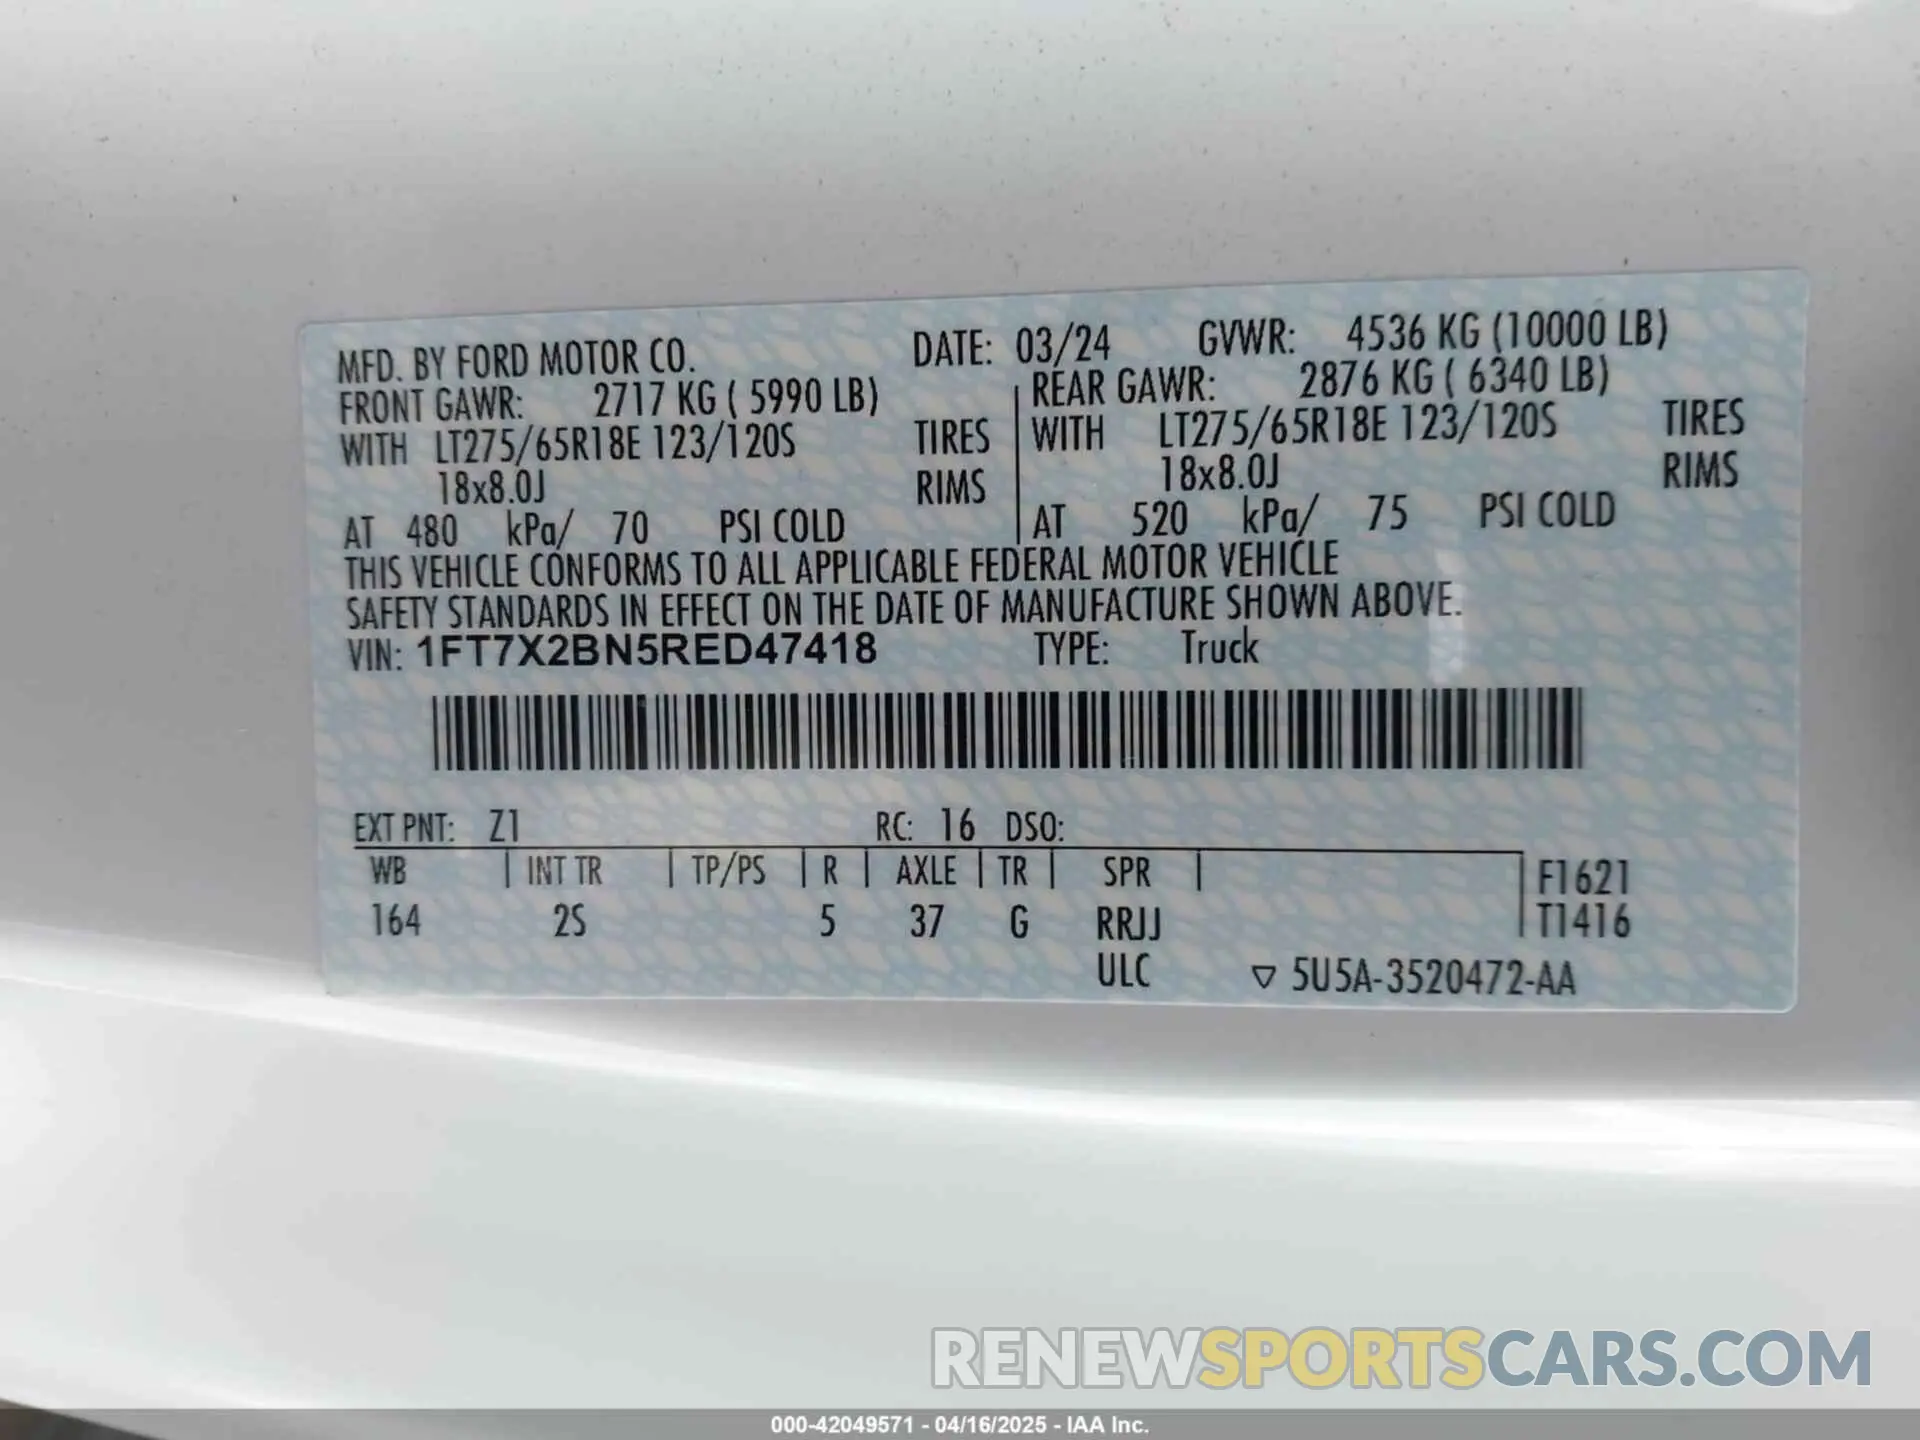 MFD. BY FORD MOTOR CO. DATE: 03/24 GVWR: 4536 KG (10000 LB)
FRONT GAWR: 2717 KG ( 5990 LB) REAR GAWR: 2876 KG ( 6340 LB)
WITH LT275/65R18E 123/120S TIRES WITH LT275/65R18E 123/120S TIRES
18x8.0J RIMS 18x8.0J RIMS
AT 480 kPa/ 70 PSI COLD AT 520 kPa/ 75 PSI COLD
THIS VEHICLE CONFORMS TO ALL APPLICABLE FEDERAL MOTOR VEHICLE
SAFETY STANDARDS IN EFFECT ON THE DATE OF MANUFACTURE SHOWN ABOVE.
VIN: 1FT7X2BN5RED47418 TYPE: Truck
EXT PNT: Z1 RC: 16 DSO:
WB INT TR TP/PS R AXLE TR SPR F1621
164 2S 5 37 G RRJJ T1416
ULC ▽ 5U5A-3520472-AA
RENEWSPORTSCARS.COM
000-42049571 - 04/16/2025 - IAA Inc.